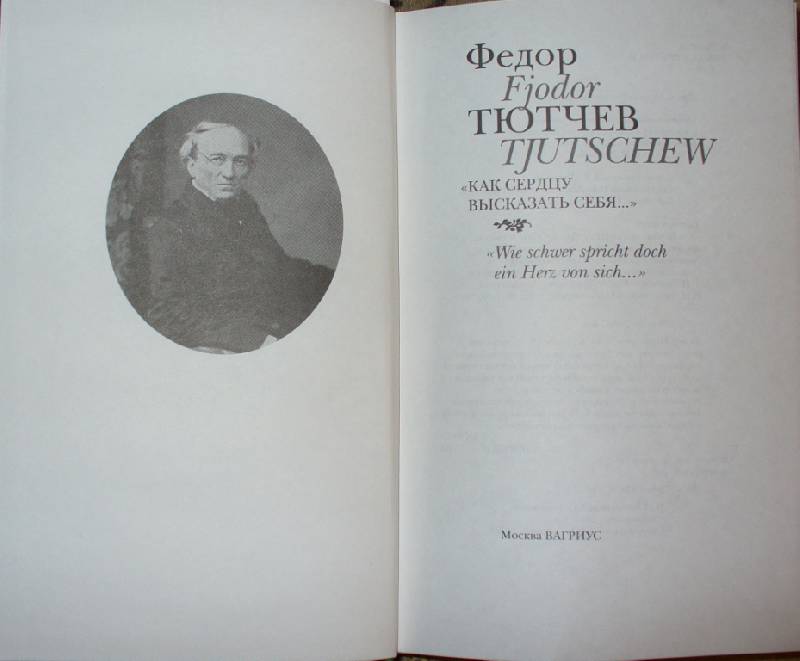 Федор
Fjodor
ТЮТЧЕВ
TJUTSCHEW
«КАК СЕРДЦУ
ВЫСКАЗАТЬ СЕБЯ...»
«Wie schwer spricht doch
ein Herz von sich...»
Москва ВАГРИУС